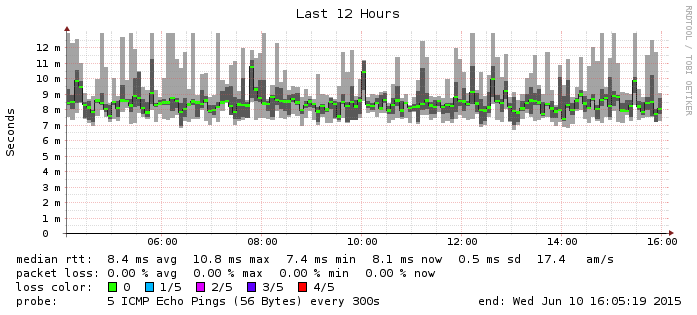 Last 12 Hours
RRDTOOL / TOBI OETIKER
Seconds
12 m
11 m
10 m
9 m
8 m
7 m
6 m
5 m
4 m
3 m
2 m
1 m
0
06:00 08:00 10:00 12:00 14:00 16:00
median rtt: 8.4 ms avg 10.8 ms max 7.4 ms min 8.1 ms now 0.5 ms sd 17.4 am/s
packet loss: 0.00 % avg 0.00 % max 0.00 % min 0.00 % now
loss color: 0 1/5 2/5 3/5 4/5
probe: 5 ICMP Echo Pings (56 Bytes) every 300s end: Wed Jun 10 16:05:19 2015